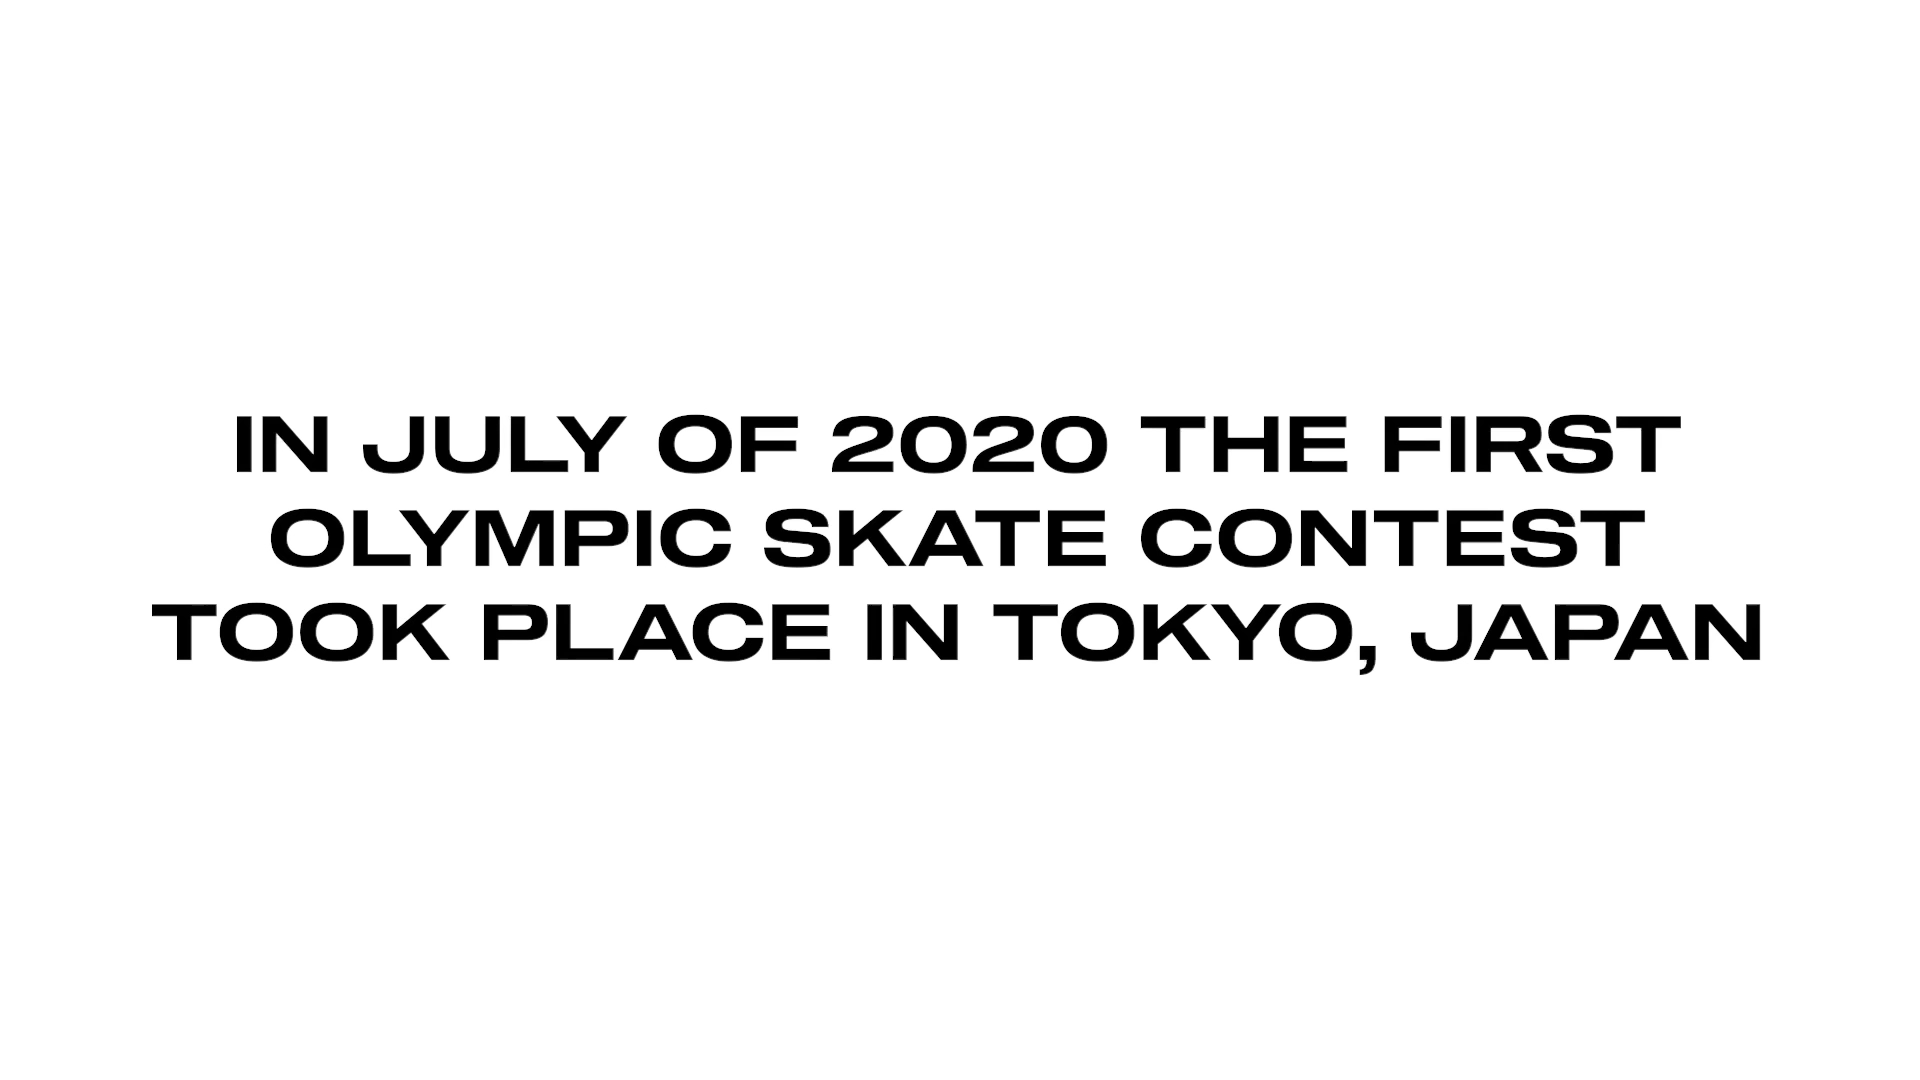 IN JULY OF 2020 THE FIRST
OLYMPIC SKATE CONTEST
TOOK PLACE IN TOKYO, JAPAN